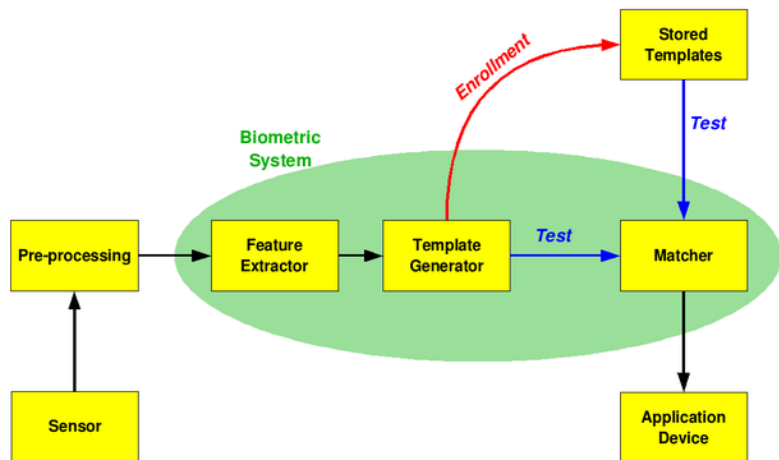 Stored
Templates
Enrollment
Test
Biometric
System
Pre-processing
Feature
Extractor
Template
Generator
Test
Matcher
Sensor
Application
Device